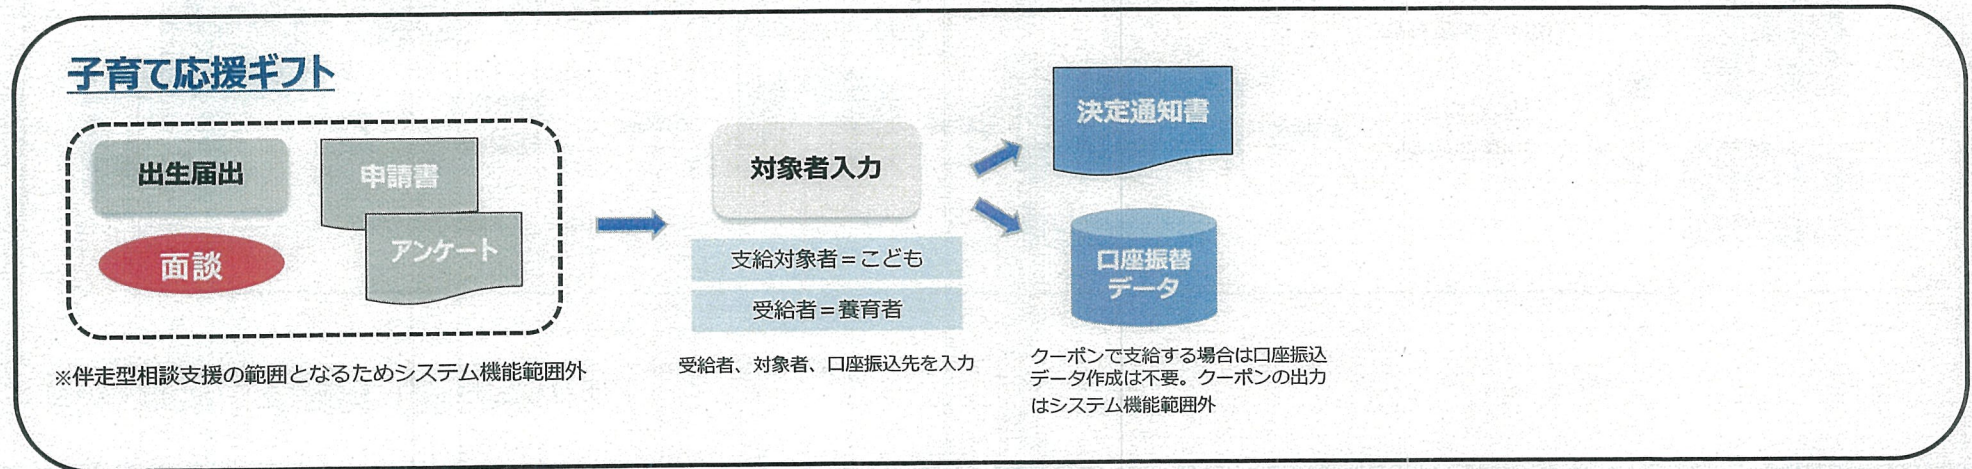 子育て応援ギフト
出生届出
申請書
面談
アンケート
※伴走型相談支援の範囲となるためシステム機能範囲外
対象者入力
支給対象者＝こども
受給者＝養育者
受給者、対象者、口座振込先を入力
決定通知書
口座振替
データ
クーポンで支給する場合は口座振込
データ作成は不要。クーポンの出力
はシステム機能範囲外